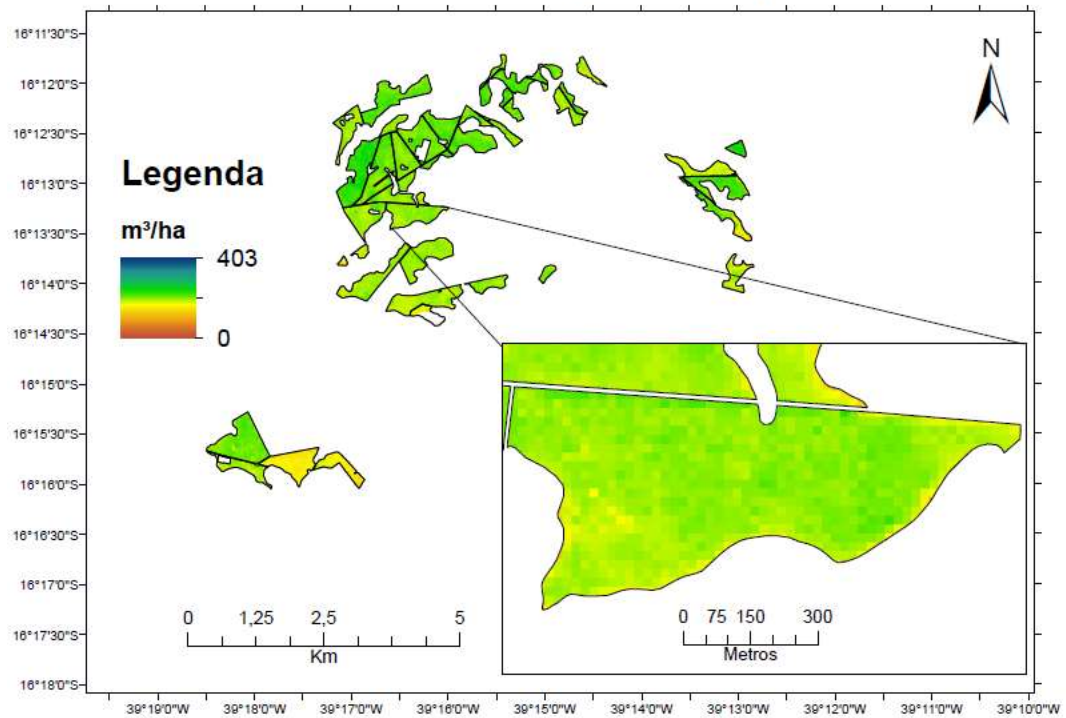 16°11'30"S
16°12'0"S
16°12'30"S
16°13'0"S
16°13'30"S
16°14'0"S
16°14'30"S
16°15'0"S
16°15'30"S
16°16'0"S
16°16'30"S
16°17'0"S
16°17'30"S
16°18'0"S
N
Legenda
m³/ha
403
0
0 1,25 2,5 5
Km
0 75 150 300
Metros
39°19'0"W 39°18'0"W 39°17'0"W 39°16'0"W 39°15'0"W 39°14'0"W 39°13'0"W 39°12'0"W 39°11'0"W 39°10'0"W